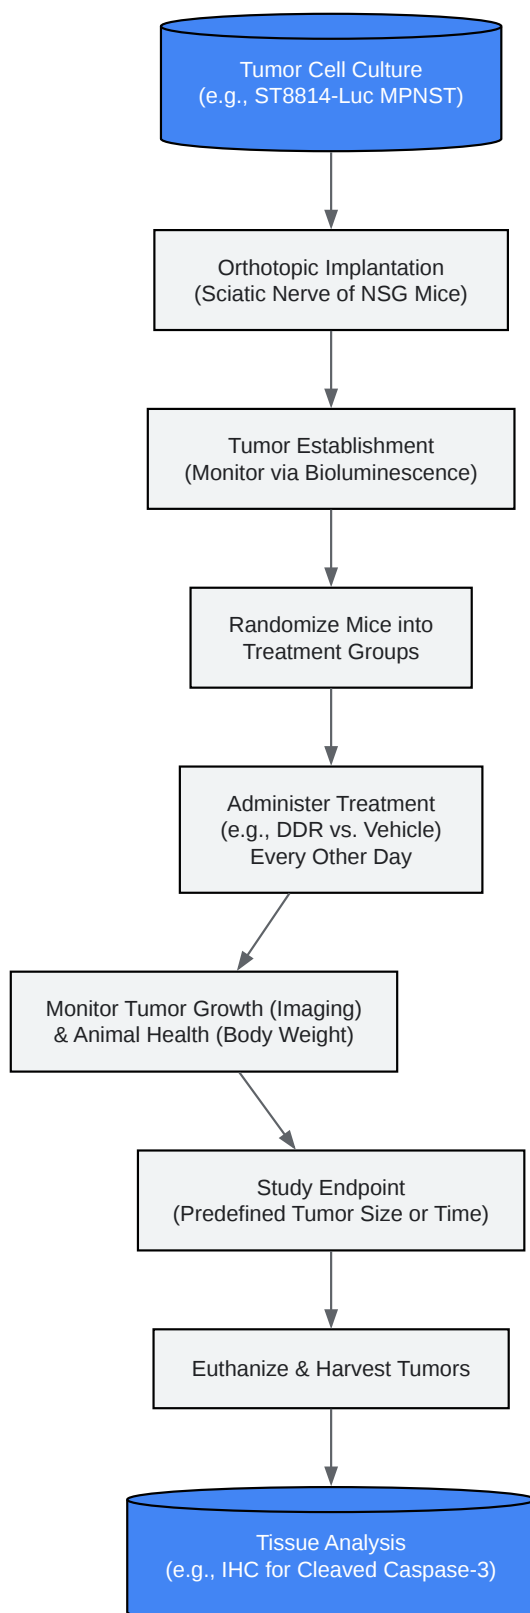 Tumor Cell Culture
(e.g., ST8814-Luc MPNST)
Orthotopic Implantation
(Sciatic Nerve of NSG Mice)
Tumor Establishment
(Monitor via Bioluminescence)
Randomize Mice into
Treatment Groups
Administer Treatment
(e.g., DDR vs. Vehicle)
Every Other Day
Monitor Tumor Growth (Imaging)
& Animal Health (Body Weight)
Study Endpoint
(Predefined Tumor Size or Time)
Euthanize & Harvest Tumors
Tissue Analysis
(e.g., IHC for Cleaved Caspase-3)